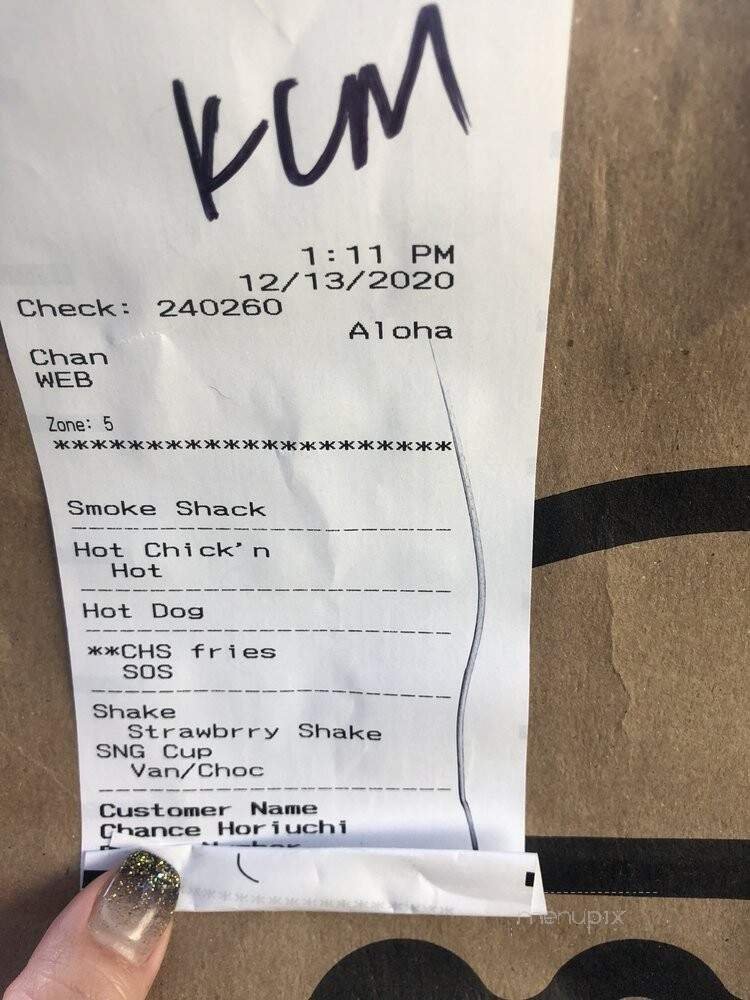 KCM
1:11 PM
12/13/2020
Check: 240260
Aloha
Chan
WEB
Zone: 5
**********************
Smoke Shack
Hot Chick'n
Hot
Hot Dog
**CHS fries
SOS
Shake
Strawbrry Shake
SNG Cup
Van/Choc
Customer Name
Chance Horiuchi
menupix